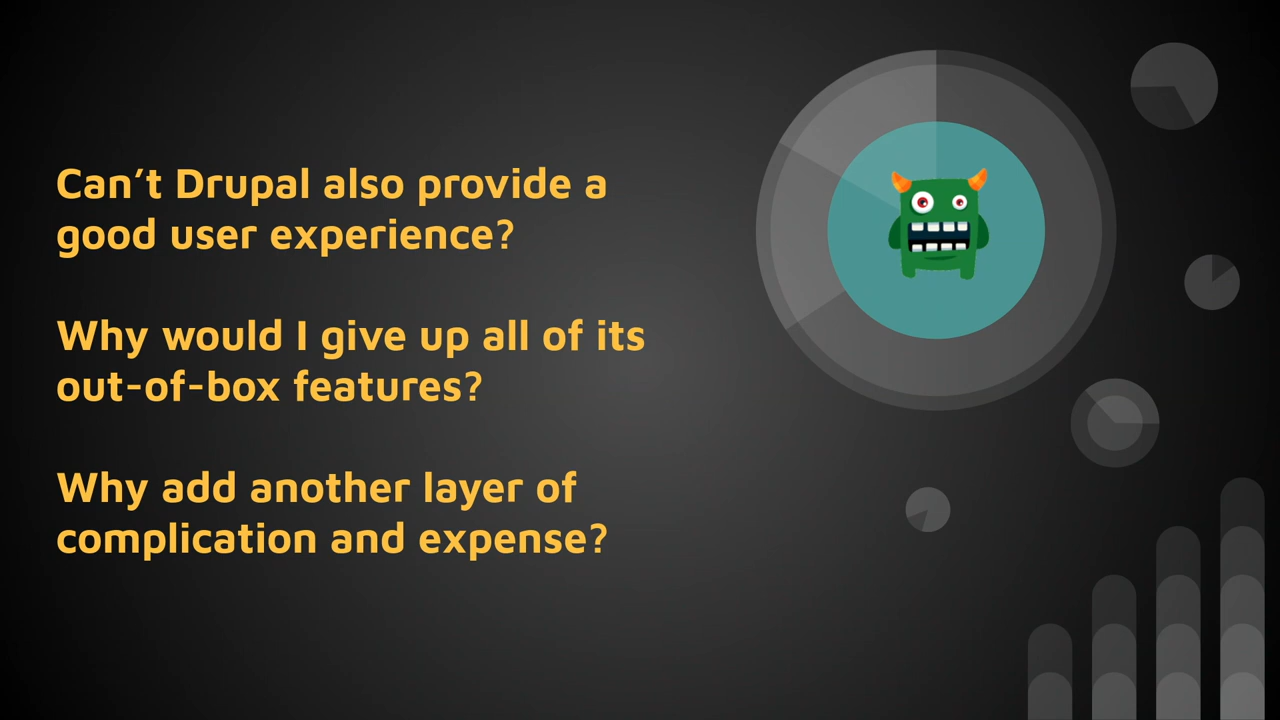 Can’t Drupal also provide a
good user experience?
Why would I give up all of its
out-of-box features?
Why add another layer of
complication and expense?